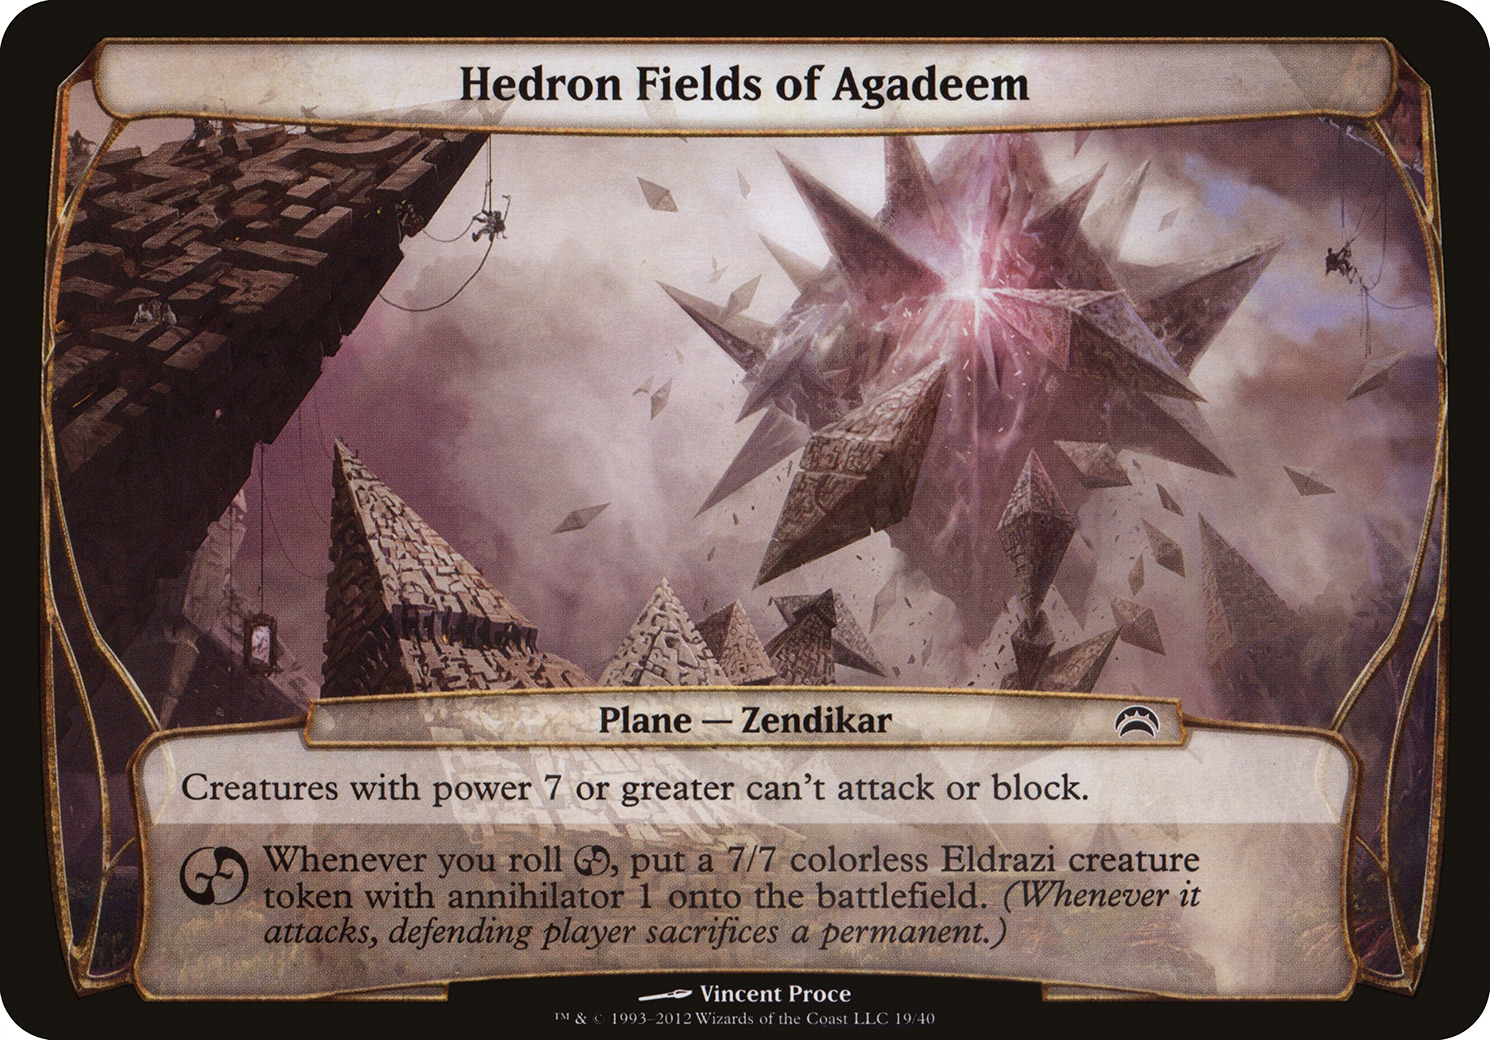 Hedron Fields of Agadeem
Plane — Zendikar
Creatures with power 7 or greater can't attack or block.
Whenever you roll , put a 7/7 colorless Eldrazi creature
token with annihilator 1 onto the battlefield. (Whenever it
attacks, defending player sacrifices a permanent.)
Vincent Proce
™ & © 1993–2012 Wizards of the Coast LLC 19/40